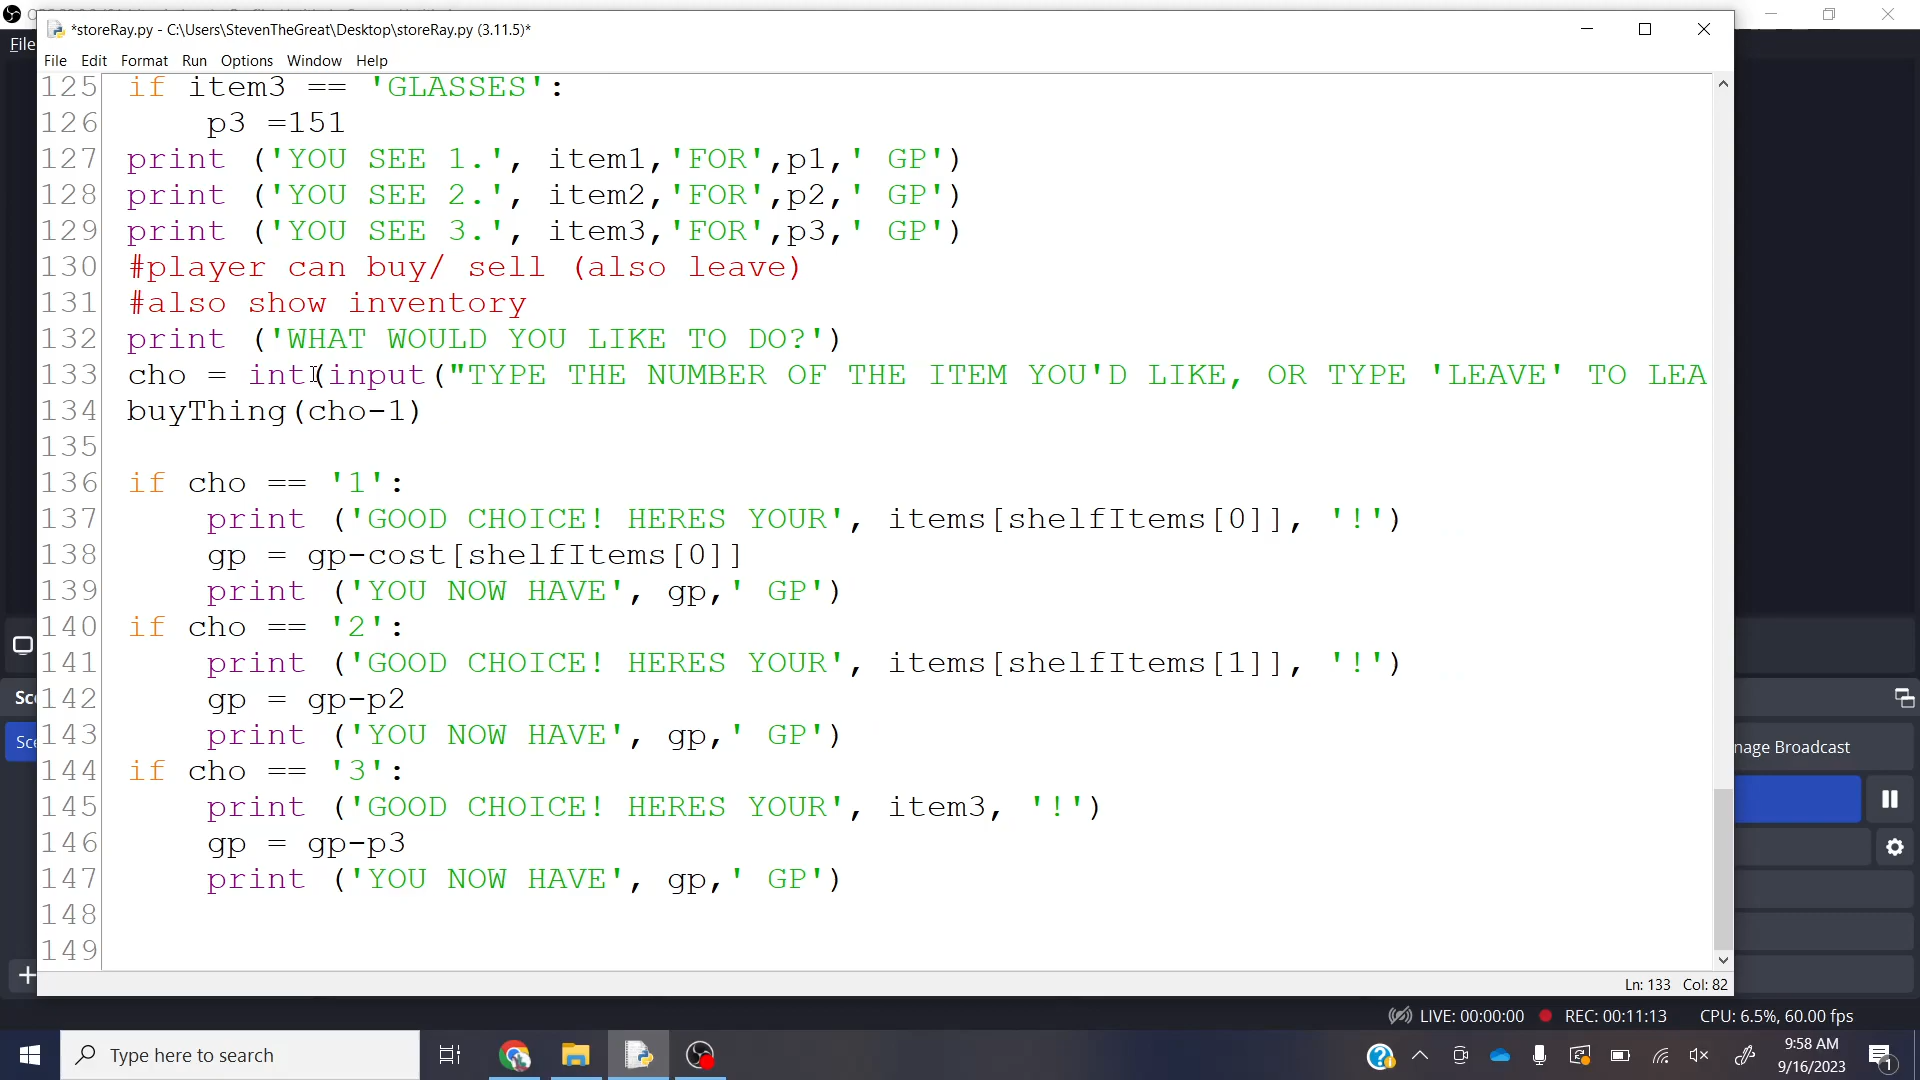 *storeRay.py - C:\Users\StevenTheGreat\Desktop\storeRay.py (3.11.5)*
File
File Edit Format Run Options Window Help
125 if item3 == 'GLASSES':
126 p3 =151
127 print ('YOU SEE 1.', item1,'FOR',p1,' GP')
128 print ('YOU SEE 2.', item2,'FOR',p2,' GP')
129 print ('YOU SEE 3.', item3,'FOR',p3,' GP')
130 #player can buy/ sell (also leave)
131 #also show inventory
132 print ('WHAT WOULD YOU LIKE TO DO?')
133 cho = int(input("TYPE THE NUMBER OF THE ITEM YOU'D LIKE, OR TYPE 'LEAVE' TO LEA
134 buyThing(cho-1)
135
136 if cho == '1':
137 print ('GOOD CHOICE! HERES YOUR', items[shelfItems[0]], '!')
138 gp = gp-cost[shelfItems[0]]
139 print ('YOU NOW HAVE', gp,' GP')
140 if cho == '2':
141 print ('GOOD CHOICE! HERES YOUR', items[shelfItems[1]], '!')
142 gp = gp-p2
143 print ('YOU NOW HAVE', gp,' GP')
144 if cho == '3':
145 print ('GOOD CHOICE! HERES YOUR', item3, '!')
146 gp = gp-p3
147 print ('YOU NOW HAVE', gp,' GP')
148
149
Sce
Sce
nage Broadcast
Ln: 133 Col: 82
LIVE: 00:00:00 REC: 00:11:13 CPU: 6.5%, 60.00 fps
Type here to search
9:58 AM
9/16/2023
1